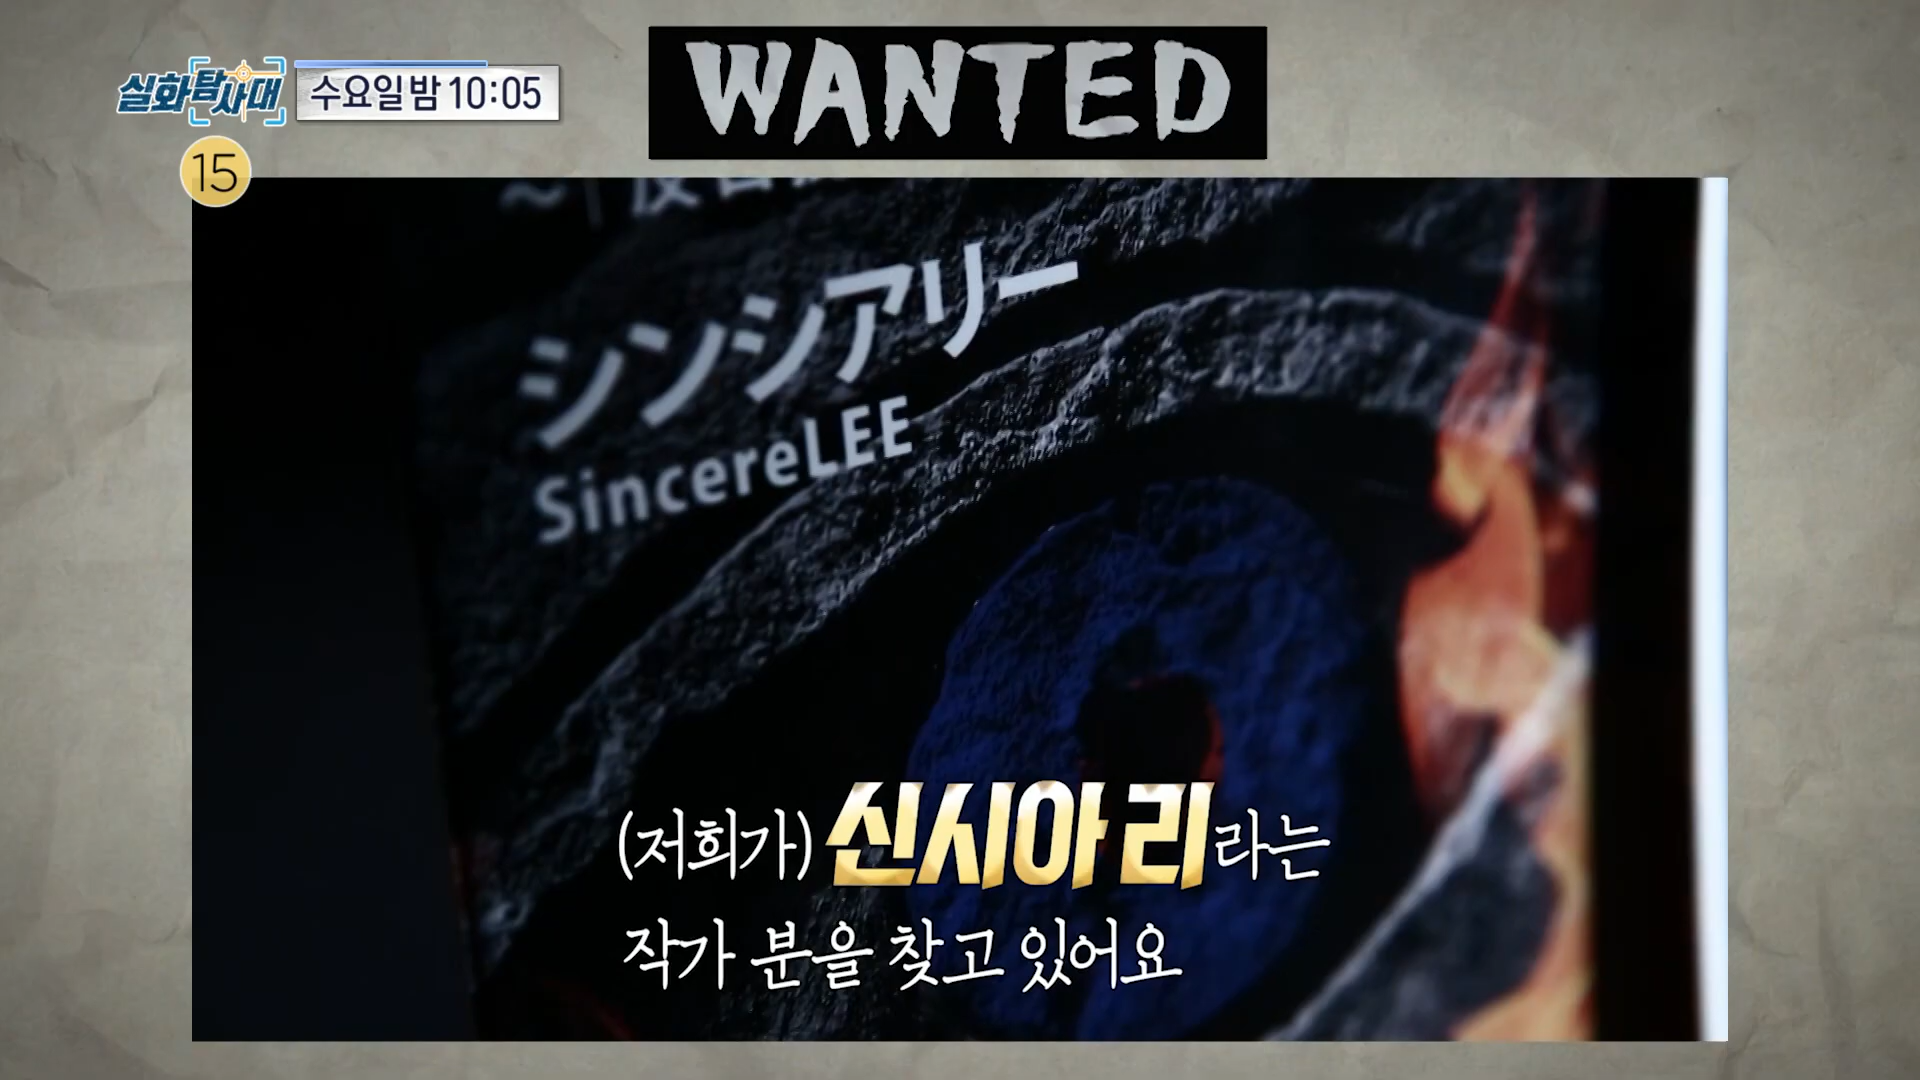 WANTED
실화탐사대 수요일 밤 10:05
15
シンシアリー
SincereLEE
(저희가) 신시아리라는
작가 분을 찾고 있어요